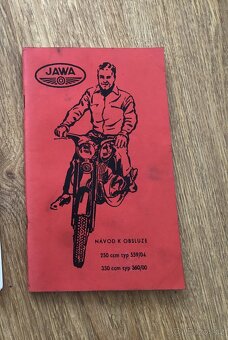 JAWA
NÁVOD K OBSLUZE
250 ccm typ 559/04
350 ccm typ 360/00